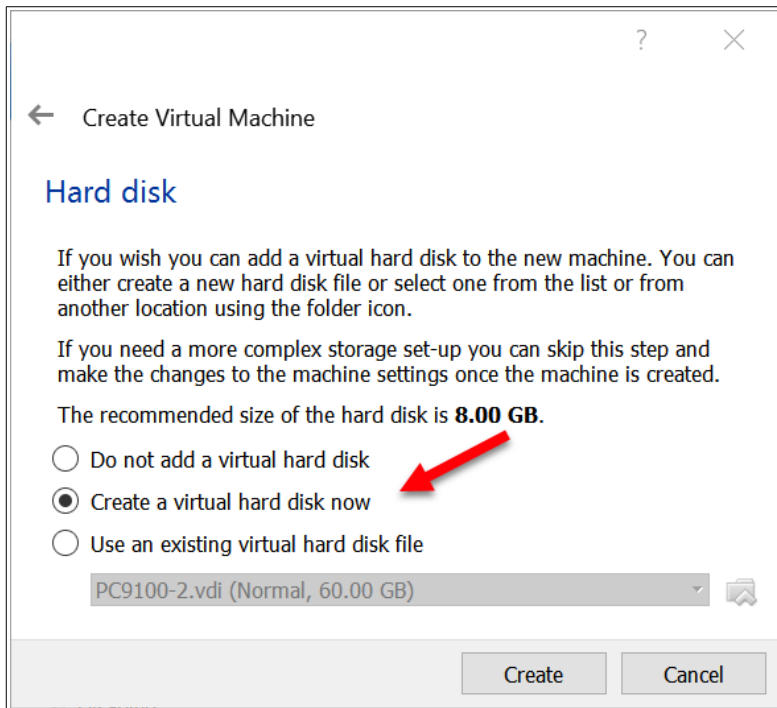 ?
Create Virtual Machine
Hard disk
If you wish you can add a virtual hard disk to the new machine. You can
either create a new hard disk file or select one from the list or from
another location using the folder icon.
If you need a more complex storage set-up you can skip this step and
make the changes to the machine settings once the machine is created.
The recommended size of the hard disk is 8.00 GB.
Do not add a virtual hard disk
Create a virtual hard disk now
Use an existing virtual hard disk file
PC9100-2.vdi (Normal, 60.00 GB)
Create Cancel